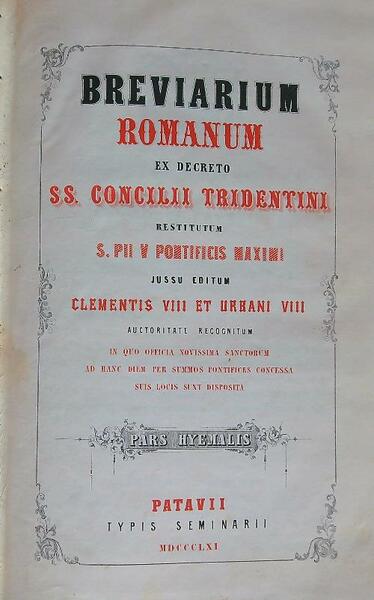 BREVIARIUM
ROMANUM
EX DECRETO
SS. CONCILII TRIDENTINI
RESTITUTUM
S. PII V PONTIFICIS MAXIMI
JUSSU EDITUM
CLEMENTIS VIII ET URBANI VIII
AUCTORITATE RECOGNITUM
IN QUO OFFICIA NOVISSIMA SANCTORUM
AD HANC DIEM PER SUMMOS PONTIFICES CONCESSA
SUIS LOCIS SUNT DISPOSITA
PARS HYEMALIS
PATAVII
TYPIS SEMINARII
MDCCCLXI